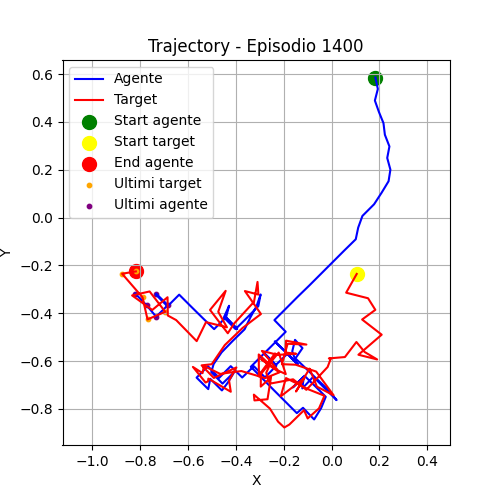 Trajectory - Episodio 1400
Agente
Target
Start agente
Start target
End agente
Ultimi target
Ultimi agente
0.6
0.4
0.2
0.0
−0.2
−0.4
−0.6
−0.8
Y
−1.0
−0.8
−0.6
−0.4
−0.2
0.0
0.2
0.4
X